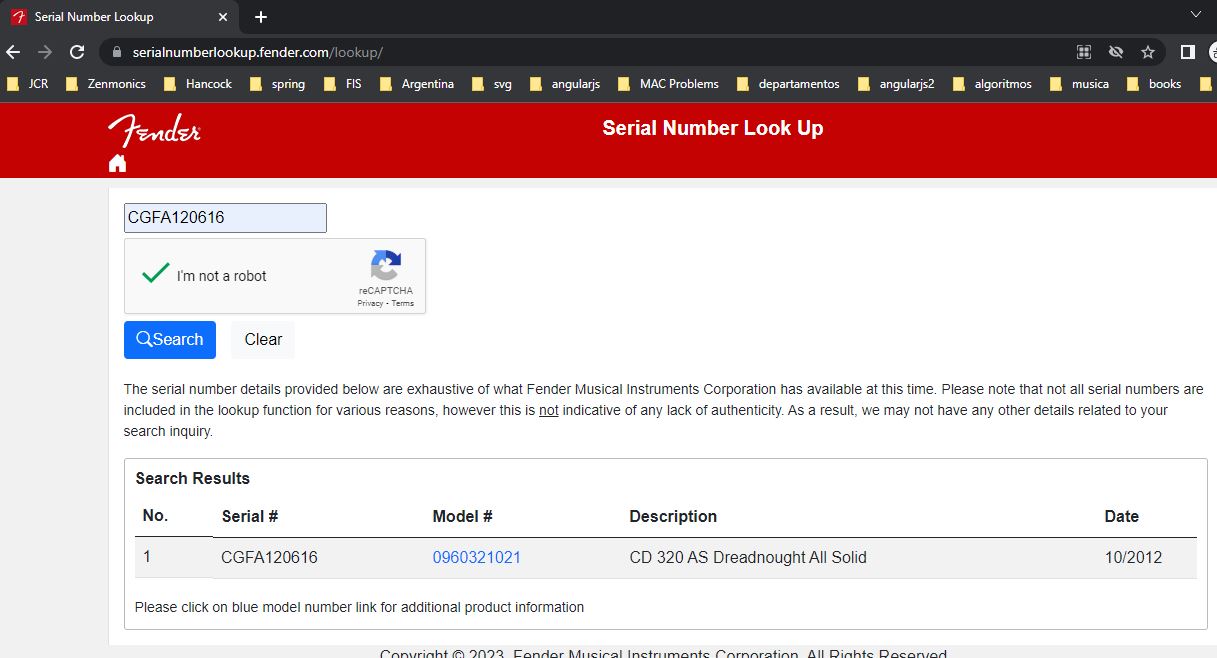 Serial Number Lookup
serialnumberlookup.fender.com/lookup/
JCR Zenmonics Hancock spring FIS Argentina svg angularjs MAC Problems departamentos angularjs2 algoritmos musica books
Fender
Serial Number Look Up
CGFA120616
I'm not a robot
reCAPTCHA
Privacy - Terms
Search Clear
The serial number details provided below are exhaustive of what Fender Musical Instruments Corporation has available at this time. Please note that not all serial numbers are
included in the lookup function for various reasons, however this is not indicative of any lack of authenticity. As a result, we may not have any other details related to your
search inquiry.
Search Results
No. Serial # Model # Description Date
1 CGFA120616 0960321021 CD 320 AS Dreadnought All Solid 10/2012
Please click on blue model number link for additional product information
Copyright © 2023. Fender Musical Instruments Corporation. All Rights Reserved.